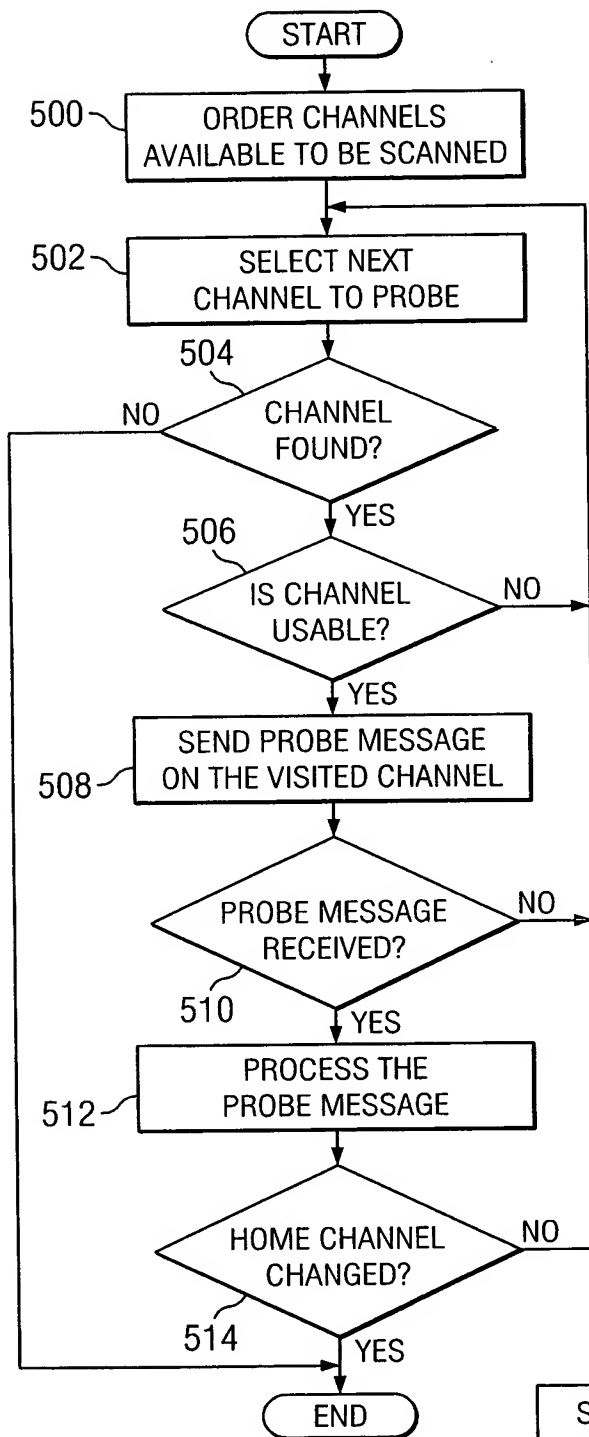 START
500
ORDER CHANNELS
AVAILABLE TO BE SCANNED
502
SELECT NEXT
CHANNEL TO PROBE
504
NO
CHANNEL
FOUND?
YES
506
IS CHANNEL
USABLE?
NO
YES
SEND PROBE MESSAGE
ON THE VISITED CHANNEL
508
PROBE MESSAGE
RECEIVED?
NO
510
YES
PROCESS THE
PROBE MESSAGE
512
HOME CHANNEL
CHANGED?
NO
514
YES
END
S